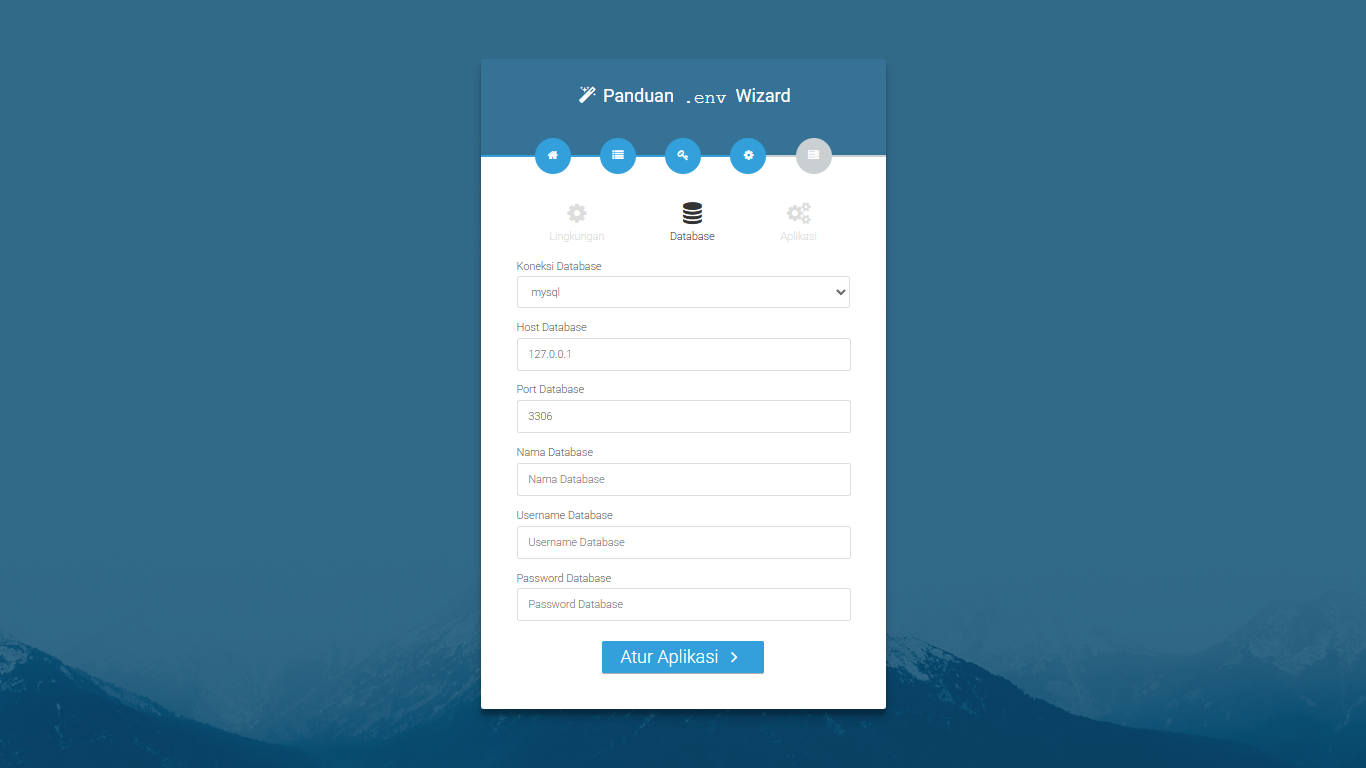 Panduan .env Wizard
Lingkungan
Database
Aplikasi
Koneksi Database
mysql
Host Database
127.0.0.1
Port Database
3306
Nama Database
Nama Database
Username Database
Username Database
Password Database
Password Database
Atur Aplikasi